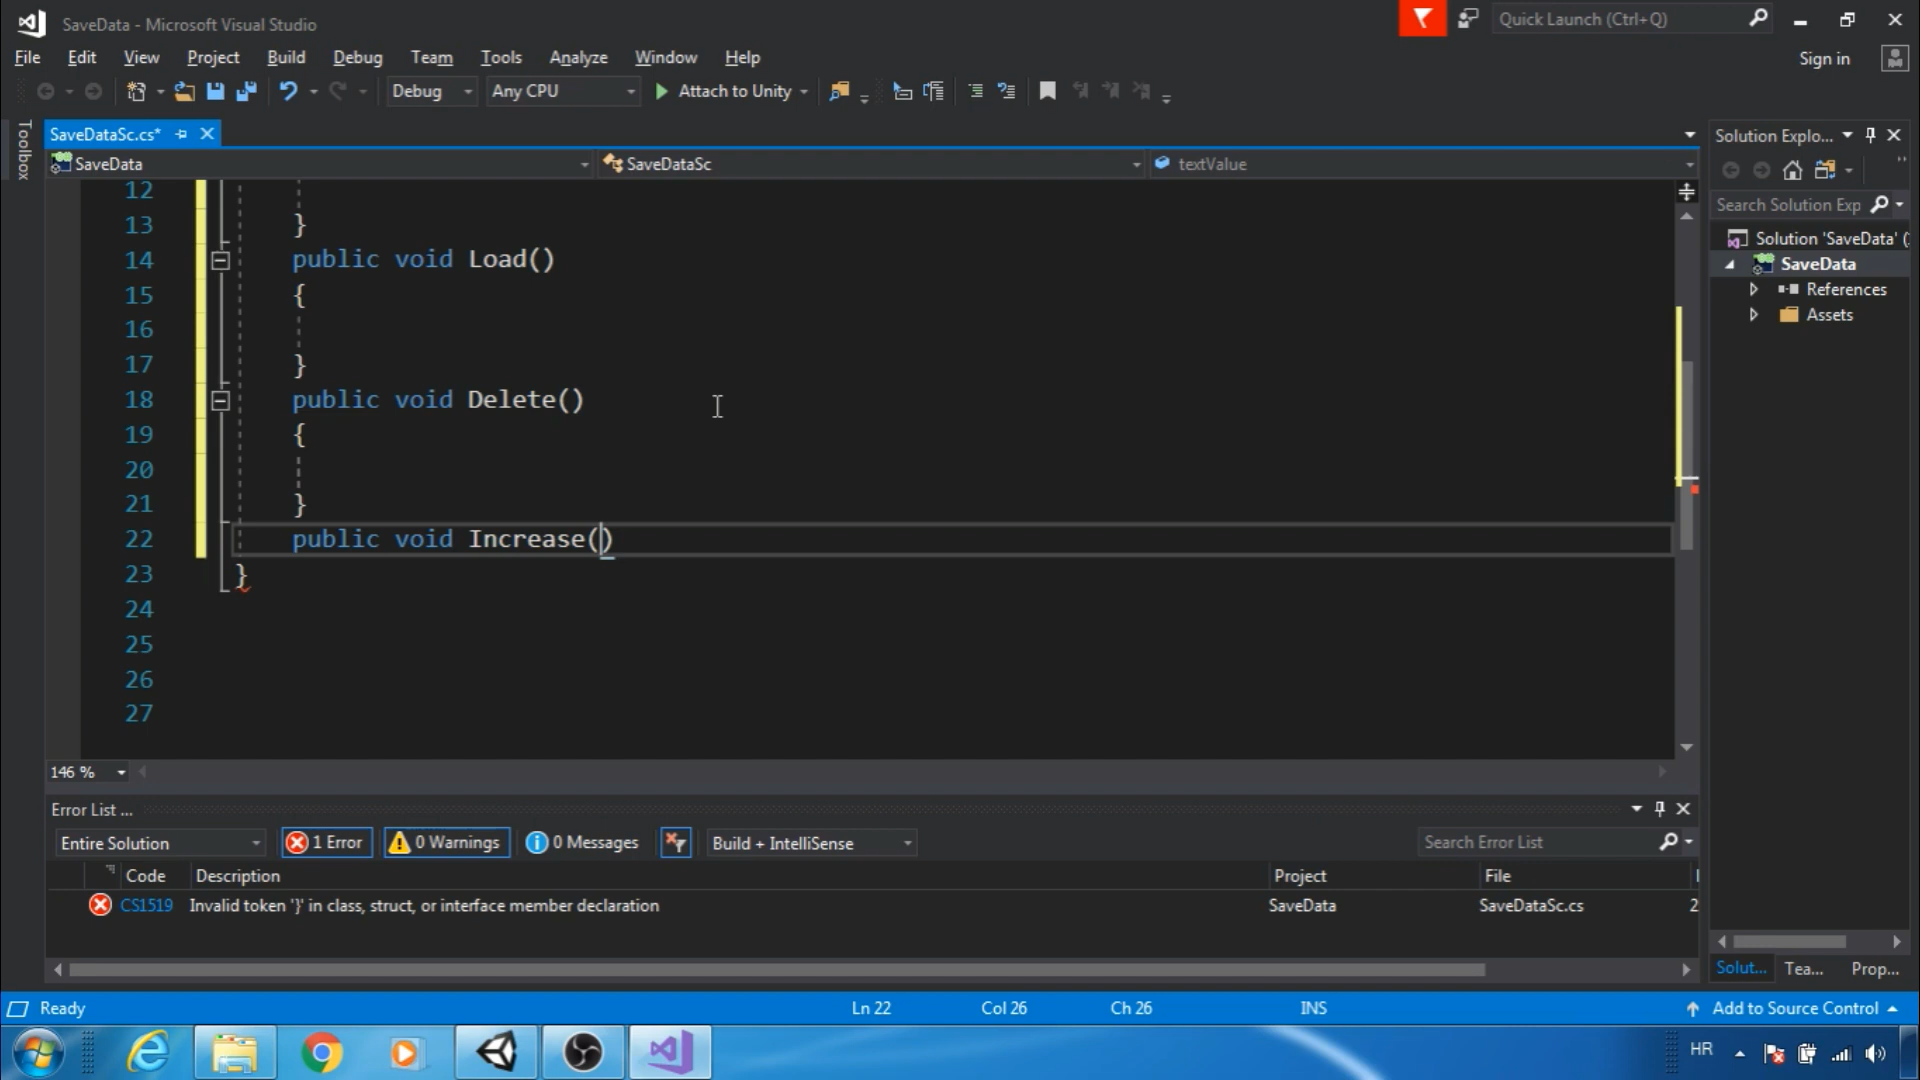 SaveData - Microsoft Visual Studio
Quick Launch (Ctrl+Q)
File Edit View Project Build Debug Team Tools Analyze Window Help
Sign in
Debug Any CPU Attach to Unity
Toolbox
SaveDataSc.cs*
SaveData SaveDataSc textValue
12
13 }
14 public void Load()
15 {
16
17 }
18 public void Delete()
19 {
20
21 }
22 public void Increase()
23 }
24
25
26
27
146 %
Solution Explo...
Search Solution Exp
Solution 'SaveData' (
SaveData
References
Assets
Error List ...
Entire Solution 1 Error 0 Warnings 0 Messages Build + IntelliSense Search Error List
Code Description Project File
CS1519 Invalid token '}' in class, struct, or interface member declaration SaveData SaveDataSc.cs 2
Solut... Tea... Prop...
Ready Ln 22 Col 26 Ch 26 INS Add to Source Control
HR